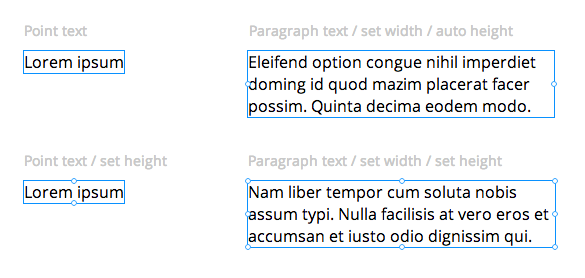 Point text
Lorem ipsum
Paragraph text / set width / auto height
Eleifend option congue nihil imperdiet
doming id quod mazim placerat facer
possim. Quinta decima eodem modo.
Point text / set height
Lorem ipsum
Paragraph text / set width / set height
Nam liber tempor cum soluta nobis
assum typi. Nulla facilisis at vero eros et
accumsan et iusto odio dignissim qui.